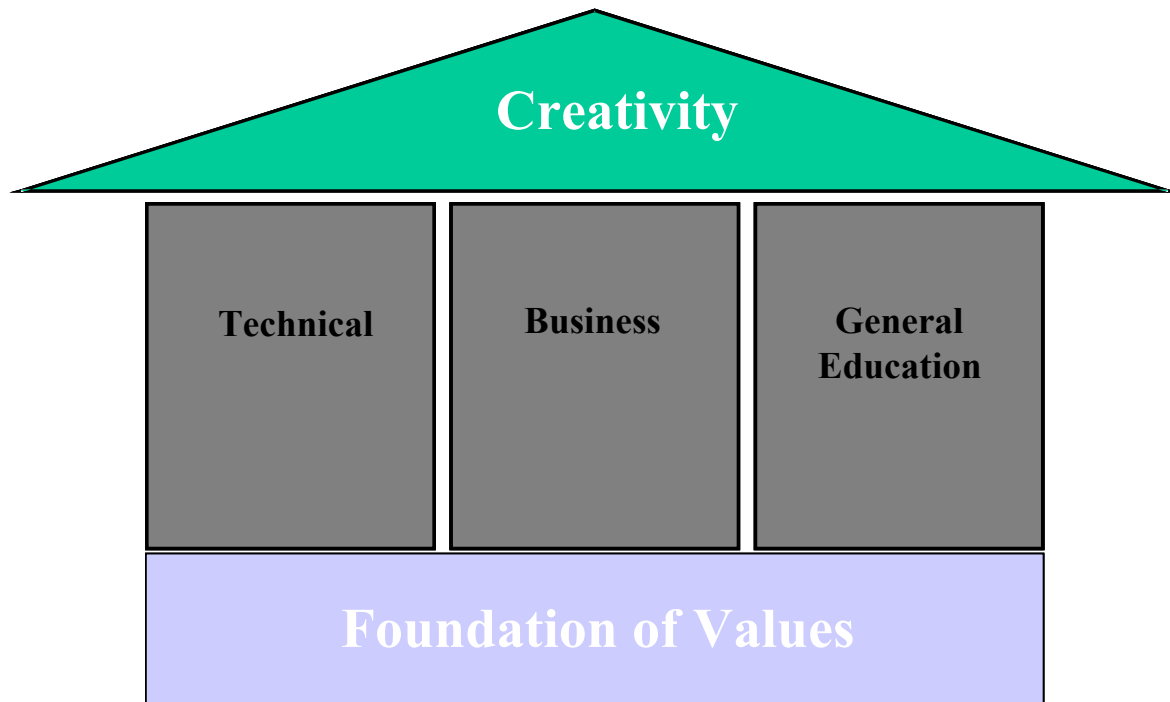 Creativity
Technical
Business
General
Education
Foundation of Values